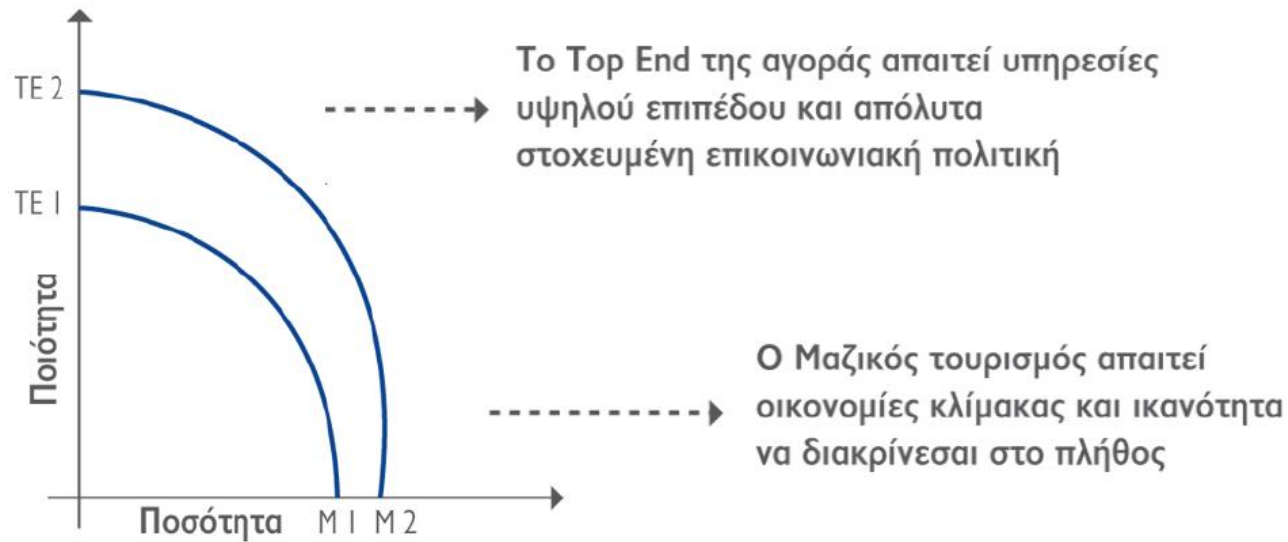 Το Top End της αγοράς απαιτεί υπηρεσίες
υψηλού επιπέδου και απόλυτα
στοχευμένη επικοινωνιακή πολιτική
TE 2
TE 1
Ποιότητα
Ο Μαζικός τουρισμός απαιτεί
οικονομίες κλίμακας και ικανότητα
να διακρίνεσαι στο πλήθος
Ποσότητα M 1 M 2